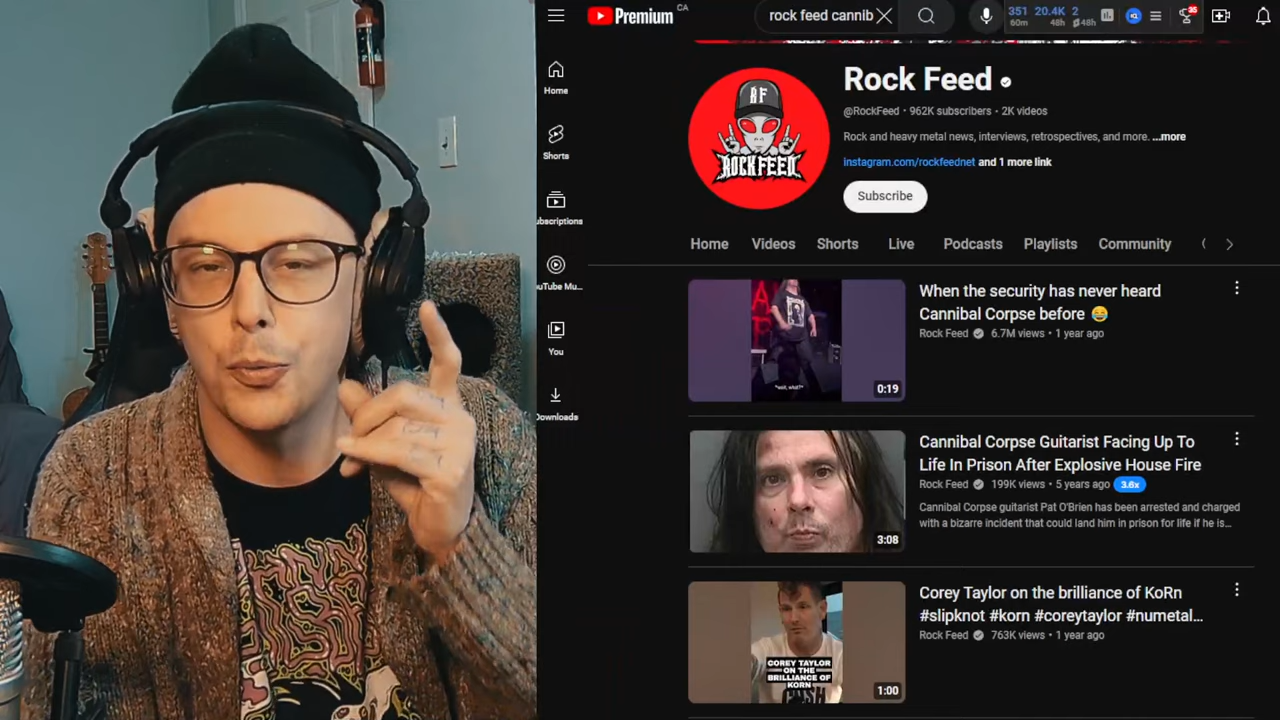 Premium
CA
rock feed cannib
351
60m
20.4K
48h
2
48h
35
Home
Shorts
ubscriptions
ouTube Mu...
You
Downloads
RF
ROCKFEED
Rock Feed
@RockFeed • 962K subscribers • 2K videos
Rock and heavy metal news, interviews, retrospectives, and more. ...more
instagram.com/rockfeednet and 1 more link
Subscribe
Home Videos Shorts Live Podcasts Playlists Community
*wait, what?*
0:19
When the security has never heard
Cannibal Corpse before 😂
Rock Feed 6.7M views • 1 year ago
3:08
Cannibal Corpse Guitarist Facing Up To
Life In Prison After Explosive House Fire
Rock Feed 199K views • 5 years ago 3.6x
Cannibal Corpse guitarist Pat O'Brien has been arrested and charged
with a bizarre incident that could land him in prison for life if he is...
COREY TAYLOR
ON THE
BRILLIANCE OF
KORN
1:00
Corey Taylor on the brilliance of KoRn
#slipknot #korn #coreytaylor #numetal...
Rock Feed 763K views • 1 year ago